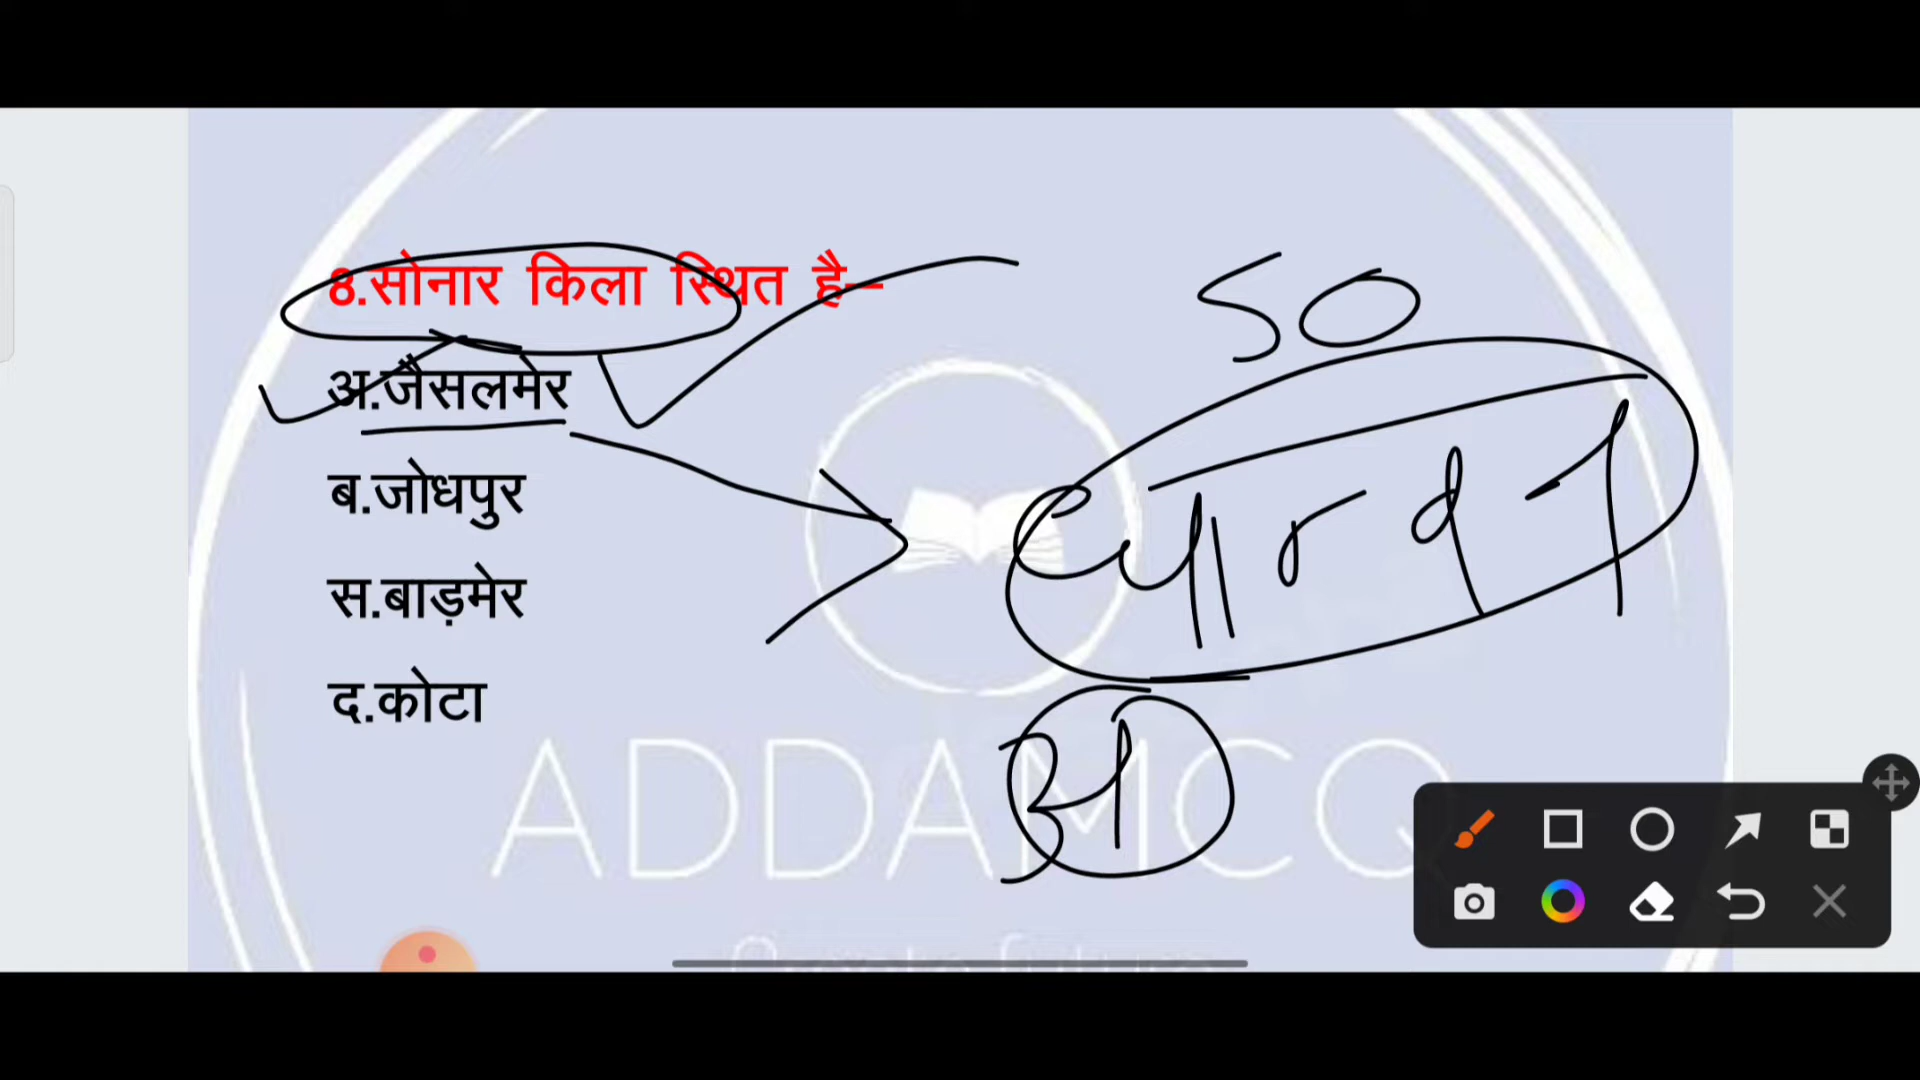 8.सोनार किला स्थित है–
अ.जैसलमेर
ब.जोधपुर
स.बाड़मेर
द.कोटा
50
ADDAMCQ